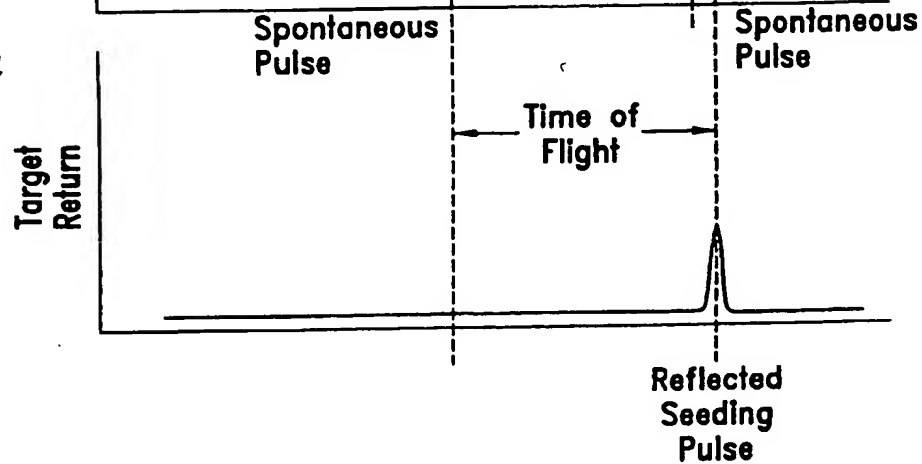 Spontaneous
Pulse
Spontaneous
Pulse
Time of
Flight
Target
Return
Reflected
Seeding
Pulse